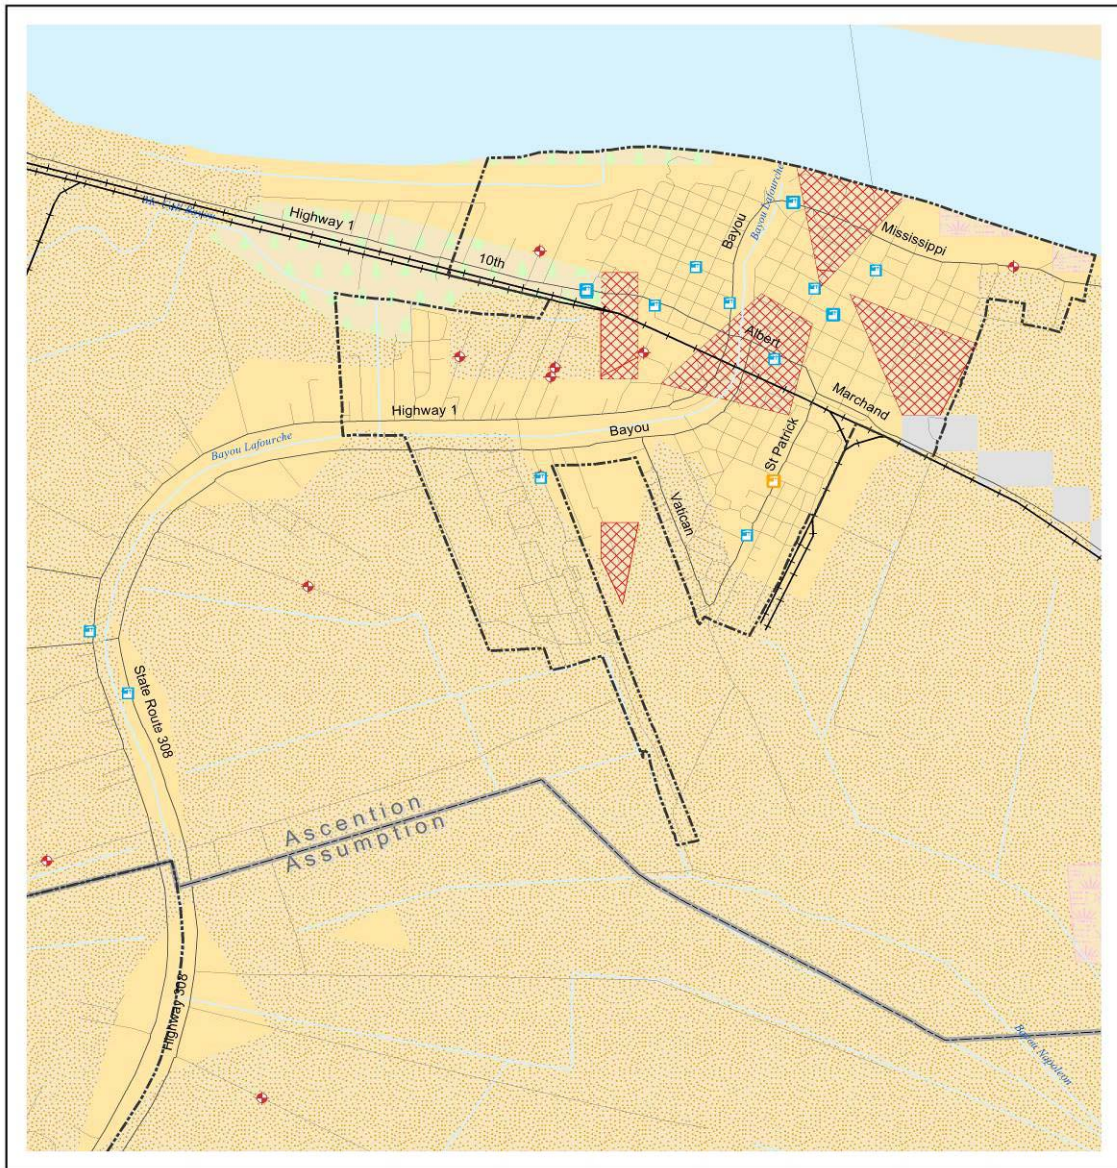 Highway 1
Bayou
Bayou Lafourche
Mississippi
10th
Albert
Marchand
Highway 1
Bayou
Bayou Lafourche
St Patrick
Vatican
State Route 308
Ascention
Assumption
Highway 308
Bayou Napoleon